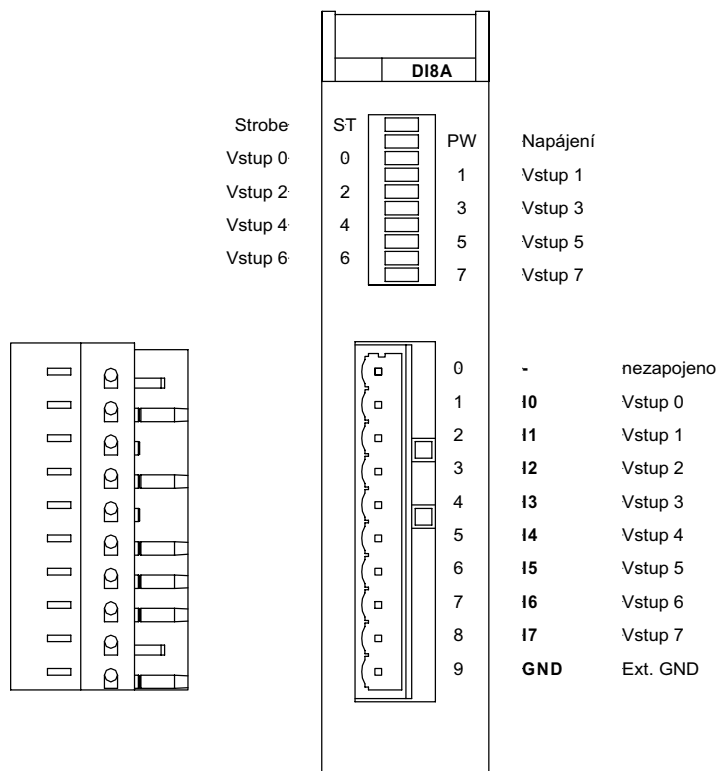 DI8A
Strobe ST
PW Napájení
Vstup 0 0
1 Vstup 1
Vstup 2 2
3 Vstup 3
Vstup 4 4
5 Vstup 5
Vstup 6 6
7 Vstup 7
0 - nezapojeno
1 I0 Vstup 0
2 I1 Vstup 1
3 I2 Vstup 2
4 I3 Vstup 3
5 I4 Vstup 4
6 I5 Vstup 5
7 I6 Vstup 6
8 I7 Vstup 7
9 GND Ext. GND